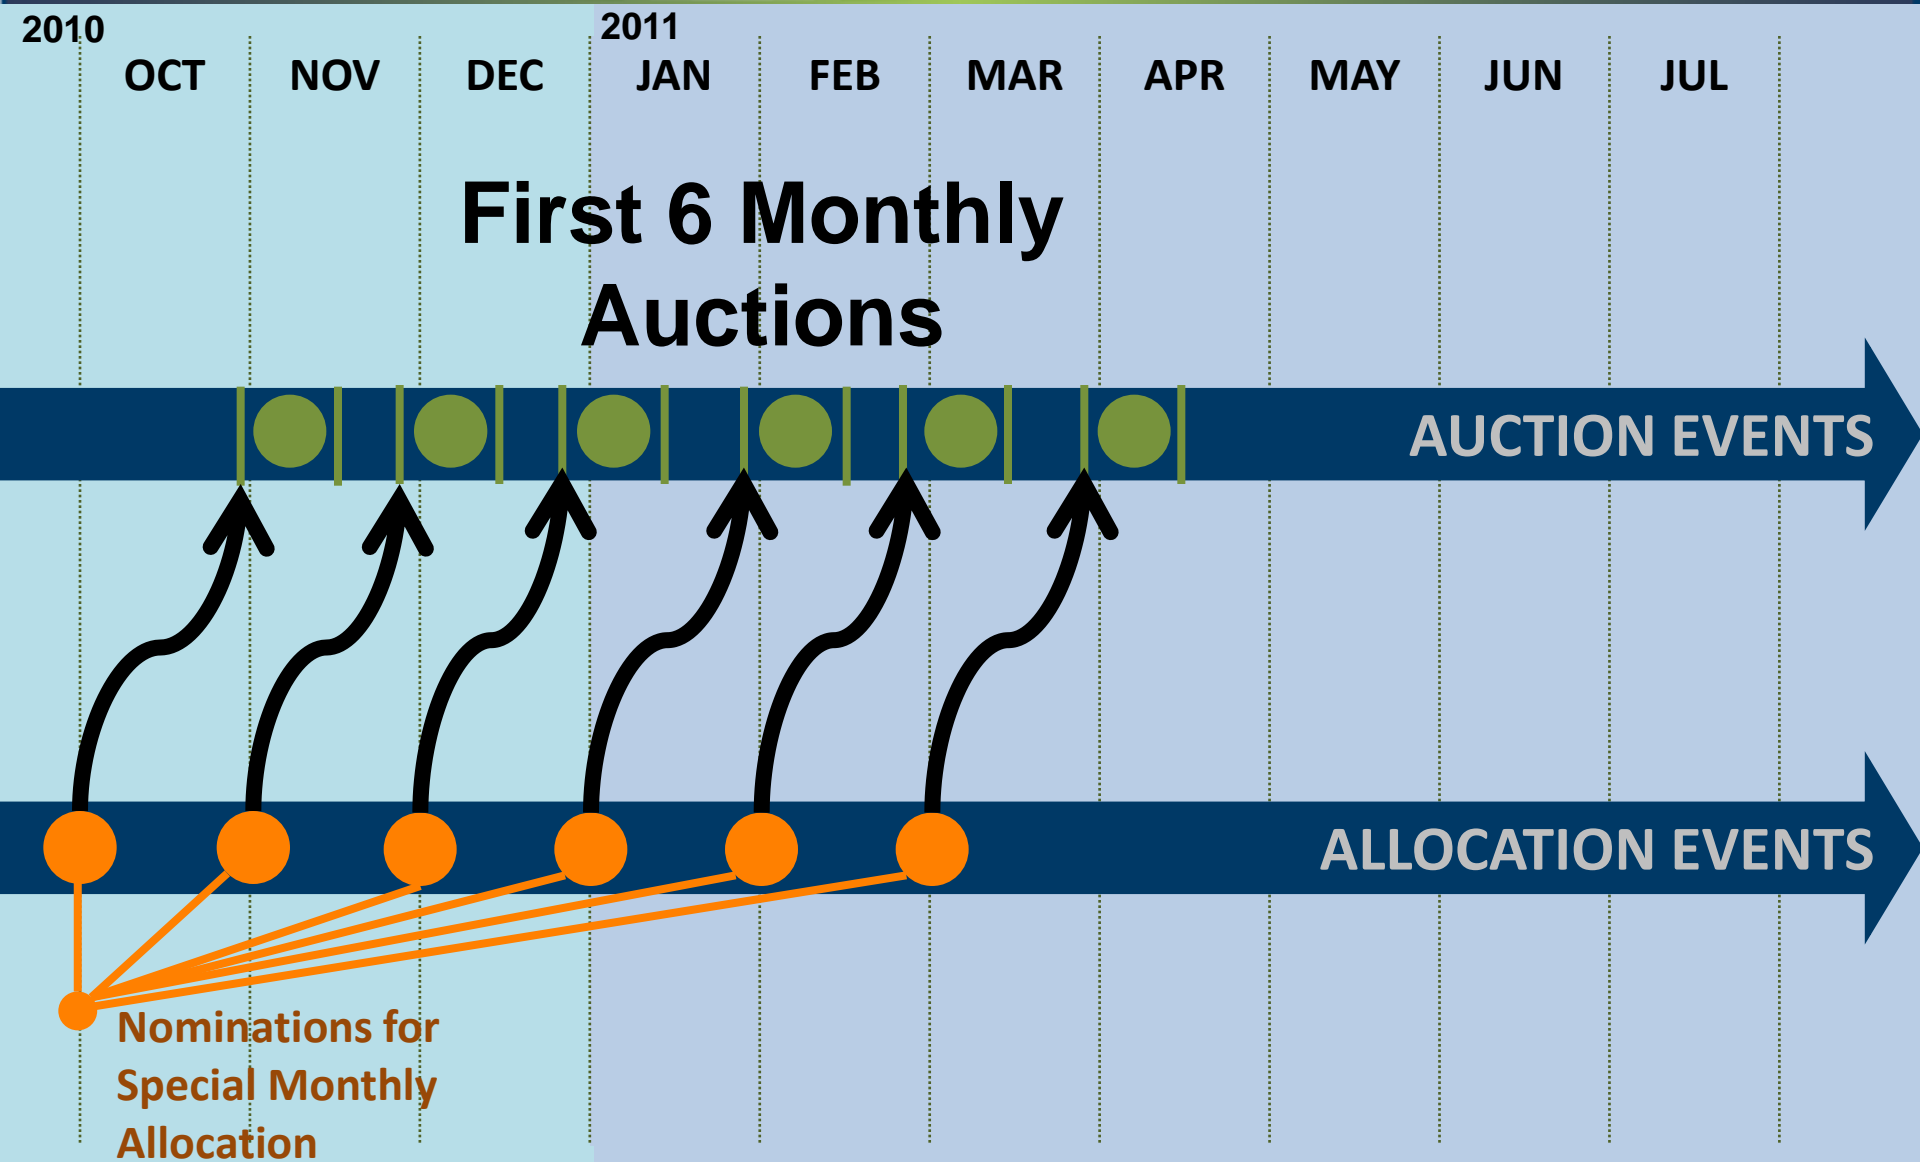 2010
2011
OCT NOV DEC JAN FEB MAR APR MAY JUN JUL
First 6 Monthly
Auctions
AUCTION EVENTS
ALLOCATION EVENTS
Nominations for
Special Monthly
Allocation